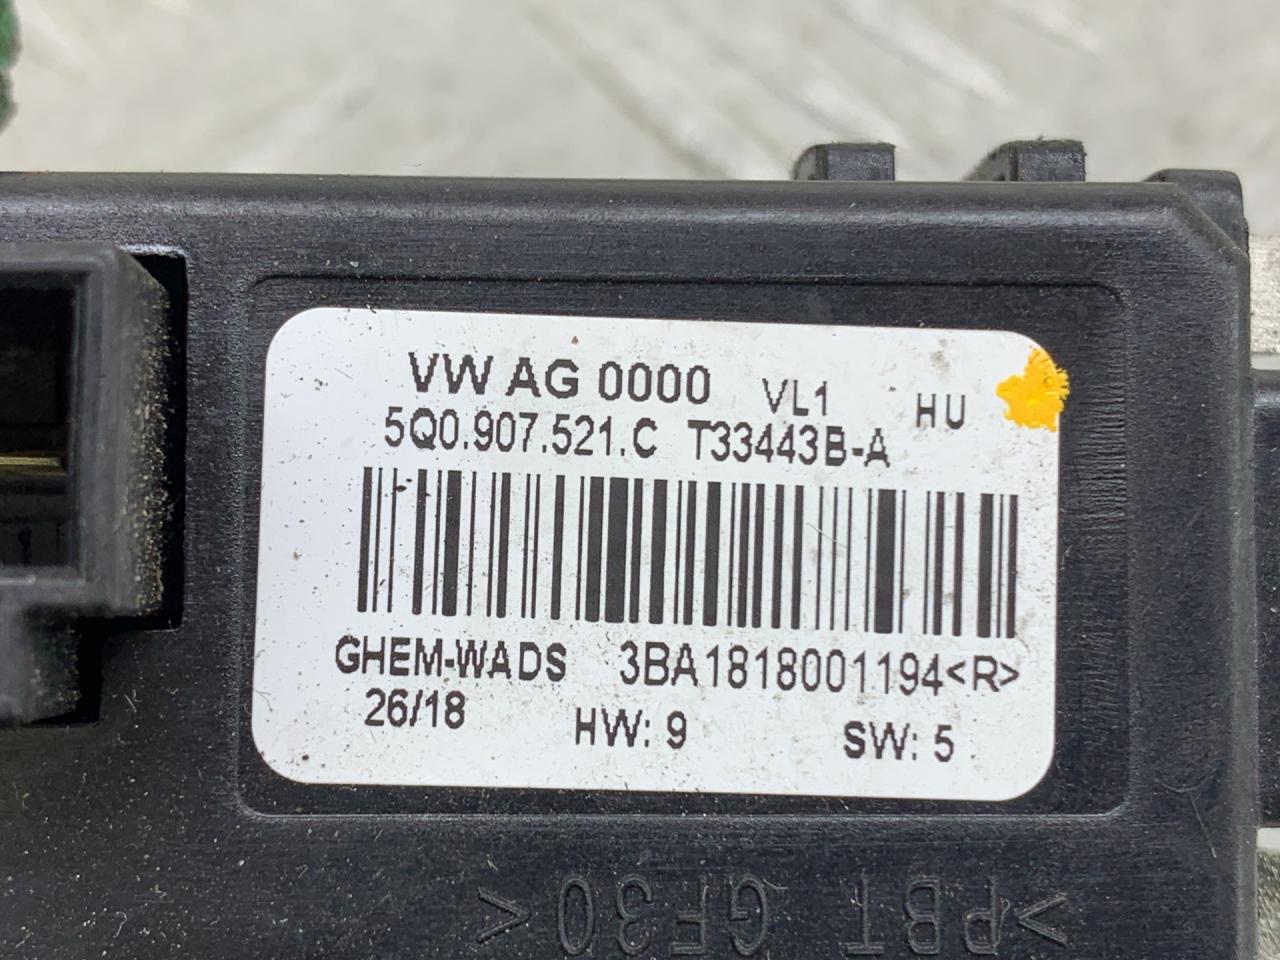 VW AG 0000 VL1 HU
5Q0.907.521.C T33443B-A
GHEM-WADS 3BA1818001194<R>
26/18 HW: 9 SW: 5
>PBT GF30<